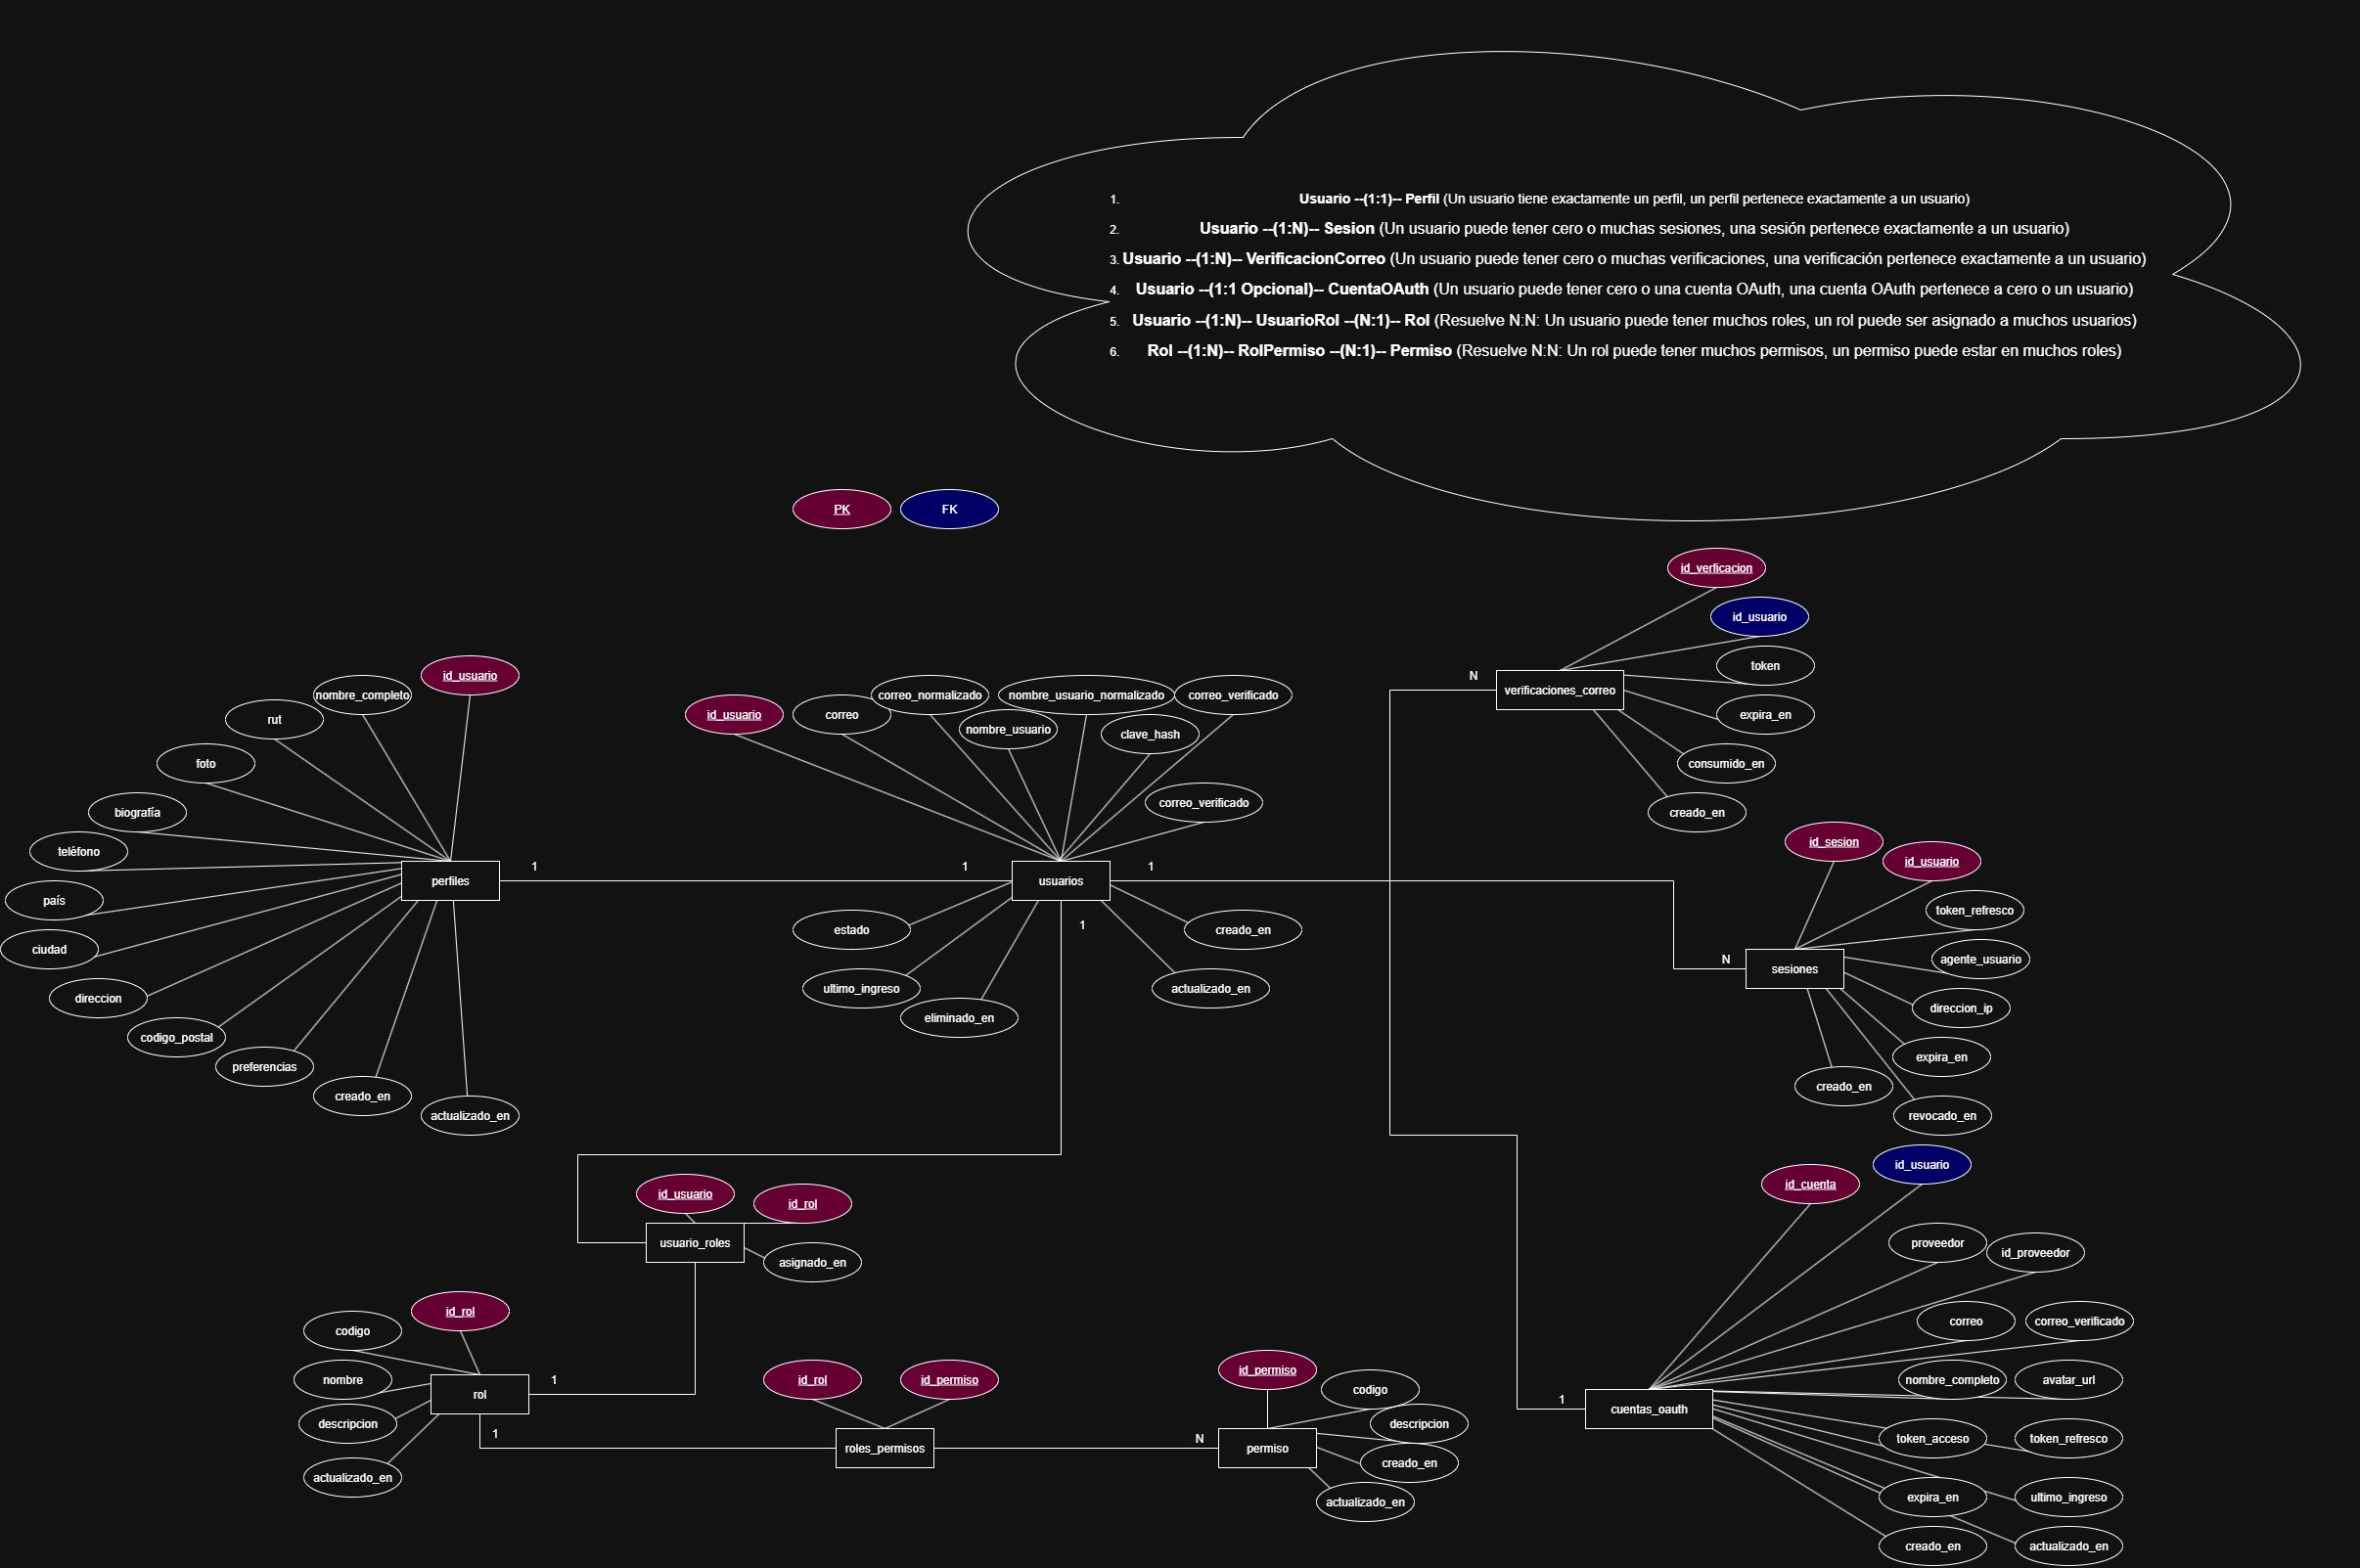 1. Usuario --(1:1)-- Perfil (Un usuario tiene exactamente un perfil, un perfil pertenece exactamente a un usuario)
2. Usuario --(1:N)-- Sesion (Un usuario puede tener cero o muchas sesiones, una sesión pertenece exactamente a un usuario)
3. Usuario --(1:N)-- VerificacionCorreo (Un usuario puede tener cero o muchas verificaciones, una verificación pertenece exactamente a un usuario)
4. Usuario --(1:1 Opcional)-- CuentaOAuth (Un usuario puede tener cero o una cuenta OAuth, una cuenta OAuth pertenece a cero o un usuario)
5. Usuario --(1:N)-- UsuarioRol --(N:1)-- Rol (Resuelve N:N: Un usuario puede tener muchos roles, un rol puede ser asignado a muchos usuarios)
6. Rol --(1:N)-- RolPermiso --(N:1)-- Permiso (Resuelve N:N: Un rol puede tener muchos permisos, un permiso puede estar en muchos roles)
PK
FK
id_usuario
nombre_completo
rut
foto
biografía
teléfono
país
ciudad
direccion
codigo_postal
preferencias
creado_en
actualizado_en
perfiles
1
1
id_usuario
correo
correo_normalizado
nombre_usuario
nombre_usuario_normalizado
clave_hash
correo_verificado
correo_verificado
usuarios
1
1
estado
ultimo_ingreso
eliminado_en
actualizado_en
creado_en
id_verficacion
id_usuario
token
expira_en
consumido_en
creado_en
N
verificaciones_correo
id_sesion
id_usuario
token_refresco
agente_usuario
direccion_ip
expira_en
revocado_en
creado_en
N
sesiones
id_usuario
id_rol
usuario_roles
asignado_en
id_rol
codigo
nombre
descripcion
actualizado_en
rol
1
1
id_rol
id_permiso
roles_permisos
N
id_permiso
codigo
descripcion
creado_en
actualizado_en
permiso
id_cuenta
id_usuario
proveedor
id_proveedor
correo
correo_verificado
nombre_completo
avatar_url
token_acceso
token_refresco
expira_en
ultimo_ingreso
creado_en
actualizado_en
1
cuentas_oauth